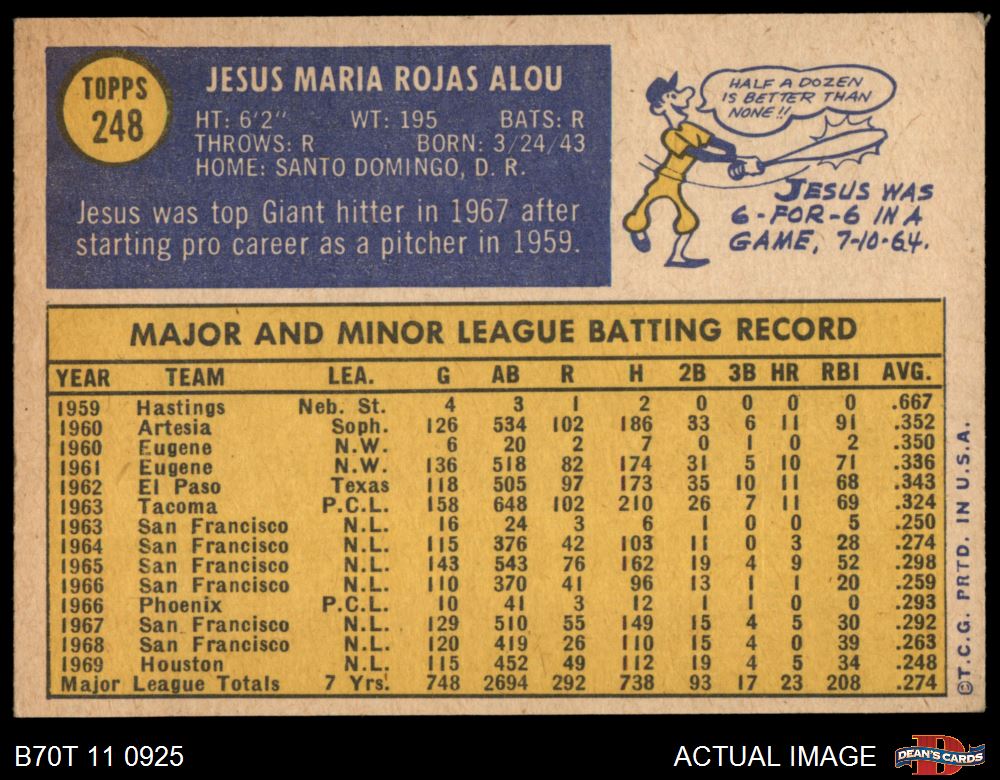 TOPPS
248
JESUS MARIA ROJAS ALOU
HT: 6'2" WT: 195 BATS: R
THROWS: R BORN: 3/24/43
HOME: SANTO DOMINGO, D. R.
Jesus was top Giant hitter in 1967 after
starting pro career as a pitcher in 1959.
HALF A DOZEN
IS BETTER THAN
NONE!!
JESUS WAS
6-FOR-6 IN A
GAME, 7-10-64.
MAJOR AND MINOR LEAGUE BATTING RECORD
YEAR TEAM LEA. G AB R H 2B 3B HR RBI AVG.
1959 Hastings Neb. St. 4 3 1 2 0 0 0 0 .667
1960 Artesia Soph. 126 534 102 186 33 6 11 91 .352
1960 Eugene N.W. 6 20 2 7 0 1 0 2 .350
1961 Eugene N.W. 136 518 82 174 31 5 10 71 .336
1962 El Paso Texas 118 505 97 173 35 10 11 68 .343
1963 Tacoma P.C.L. 158 648 102 210 26 7 11 69 .324
1963 San Francisco N.L. 16 24 3 6 1 0 0 5 .250
1964 San Francisco N.L. 115 376 42 103 11 0 3 28 .274
1965 San Francisco N.L. 143 543 76 162 19 4 9 52 .298
1966 San Francisco N.L. 110 370 41 96 13 1 1 20 .259
1966 Phoenix P.C.L. 10 41 3 12 1 1 0 0 .293
1967 San Francisco N.L. 129 510 55 149 15 4 5 30 .292
1968 San Francisco N.L. 120 419 26 110 15 4 0 39 .263
1969 Houston N.L. 115 452 49 112 19 4 5 34 .248
Major League Totals 7 Yrs. 748 2694 292 738 93 17 23 208 .274
©T.C.G. PRTD. IN U.S.A.
B70T 11 0925
ACTUAL IMAGE
DEAN'S CARDS